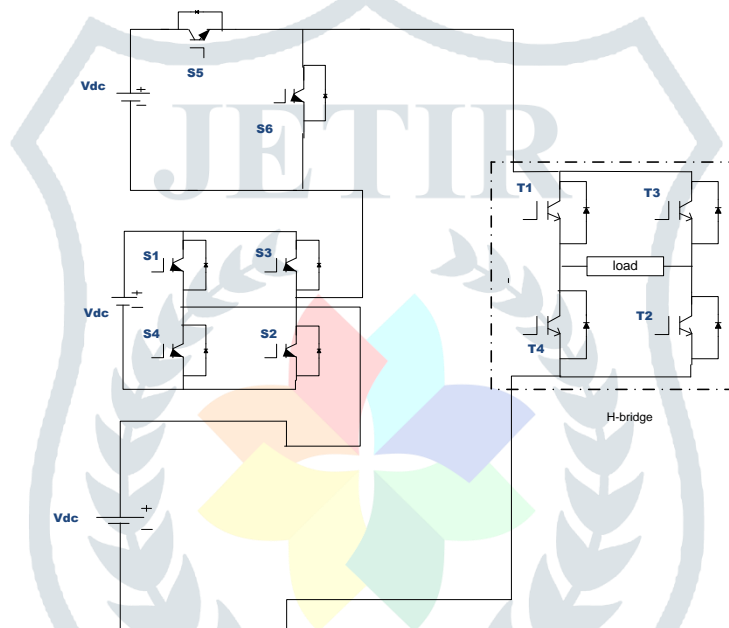 S5
Vdc
S6
JETIR
T1
T3
S1
S3
load
Vdc
S4
S2
T2
T4
H-bridge
Vdc